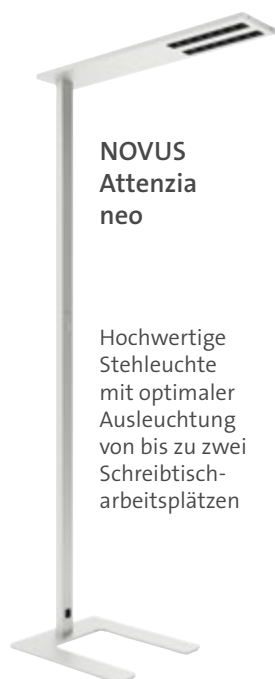 NOVUS
Attenzia
neo
Hochwertige
Stehleuchte
mit optimaler
Ausleuchtung
von bis zu zwei
Schreibtisch-
arbeitsplätzen